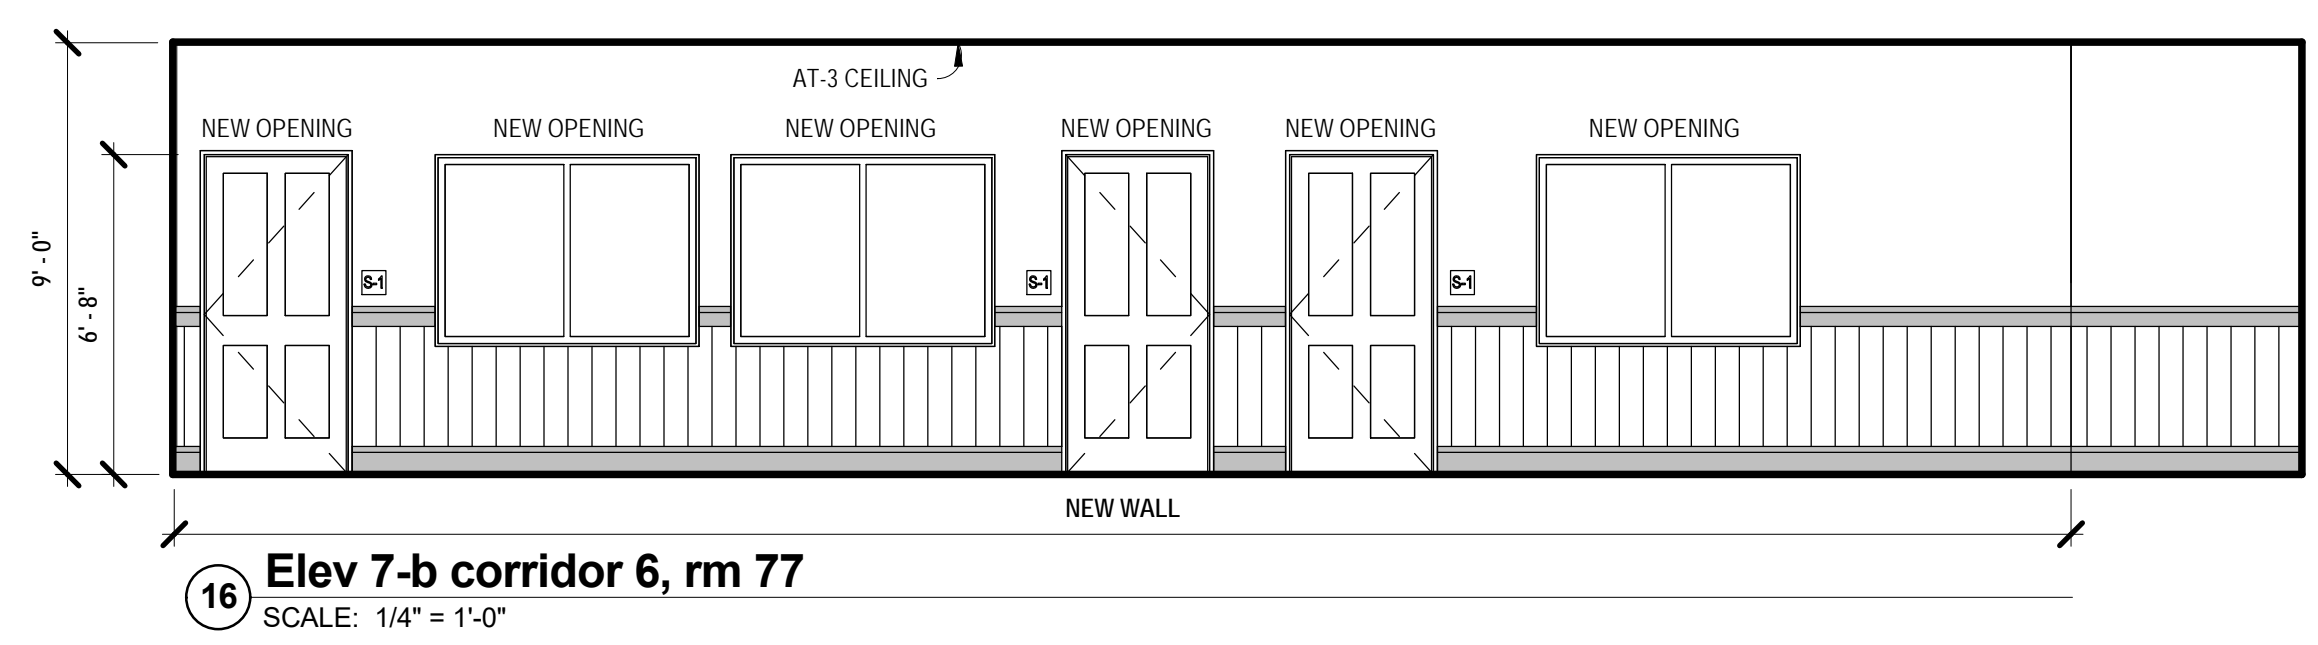 AT-3 CEILING
NEW OPENING NEW OPENING NEW OPENING NEW OPENING NEW OPENING NEW OPENING
9' - 0"
6' - 8"
S-1 S-1 S-1
NEW WALL
16 Elev 7-b corridor 6, rm 77
SCALE: 1/4" = 1'-0"